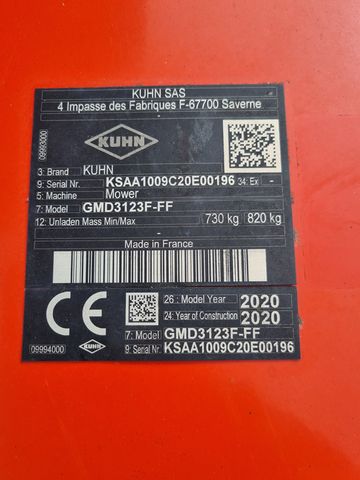 KUHN SAS
4 Impasse des Fabriques F-67700 Saverne
09993000
KUHN
3: Brand KUHN
9: Serial Nr. KSAA1009C20E00196 34: Ex -
5: Machine Mower
7: Model GMD3123F-FF
12: Unladen Mass Min/Max 730 kg 820 kg
-
Made in France
CE
26: Model Year 2020
24: Year of Construction 2020
7: Model GMD3123F-FF
09994000 KUHN 9: Serial Nr. KSAA1009C20E00196